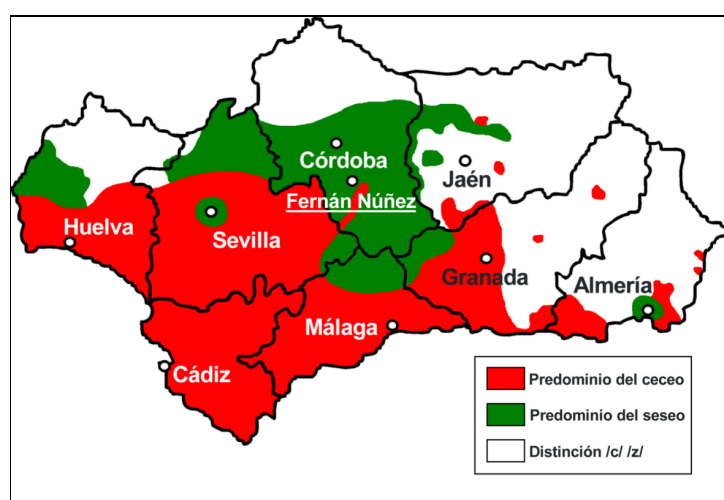 Córdoba
Jaén
Fernán Núñez
Huelva
Sevilla
Granada
Almería
Málaga
Cádiz
Predominio del ceceo
Predominio del seseo
Distinción /c/ /z/